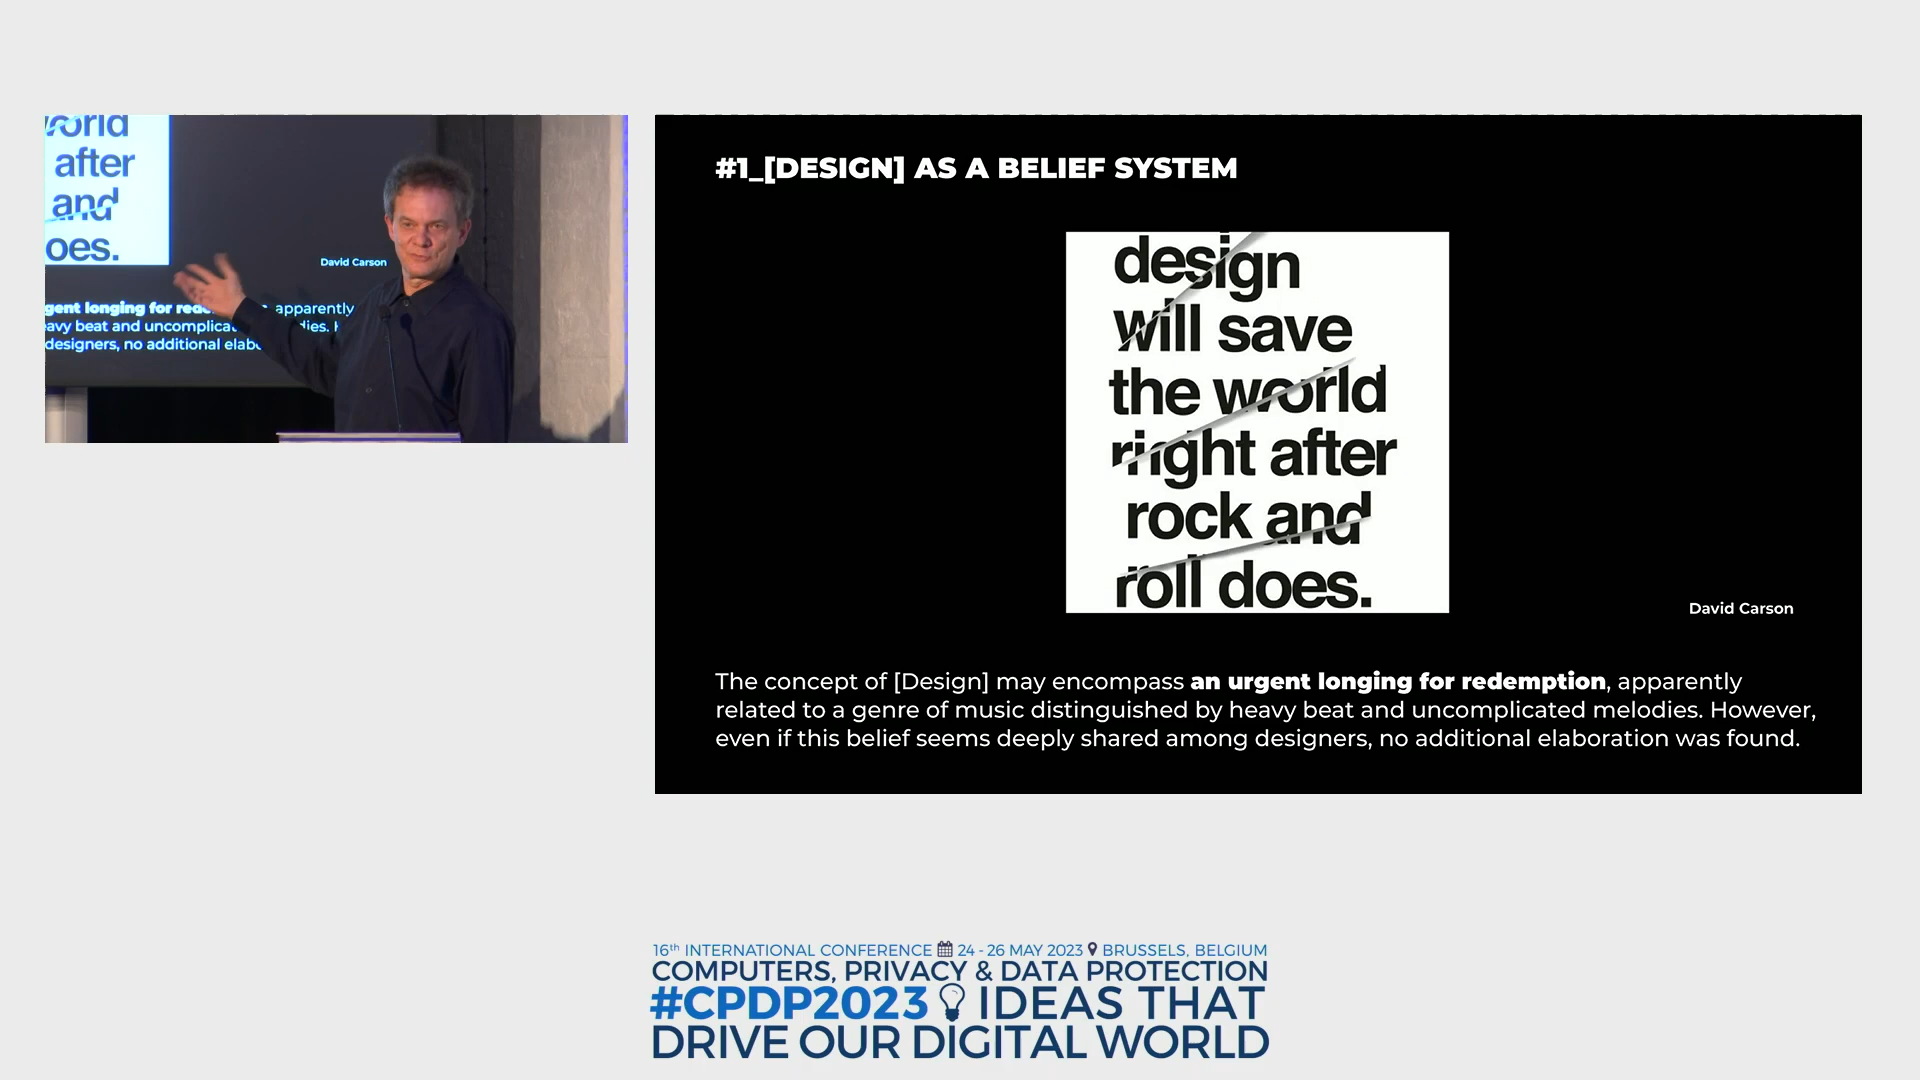 world
after
and
oes.
David Carson
gent longing for rede
apparently
eavy beat and uncomplica
dies.
designers, no additional elabo
#1_[DESIGN] AS A BELIEF SYSTEM
design
will save
the world
right after
rock and
roll does.
David Carson
The concept of [Design] may encompass an urgent longing for redemption, apparently
related to a genre of music distinguished by heavy beat and uncomplicated melodies. However,
even if this belief seems deeply shared among designers, no additional elaboration was found.
16th INTERNATIONAL CONFERENCE 24 - 26 MAY 2023 BRUSSELS, BELGIUM
COMPUTERS, PRIVACY & DATA PROTECTION
#CPDP2023 IDEAS THAT
DRIVE OUR DIGITAL WORLD